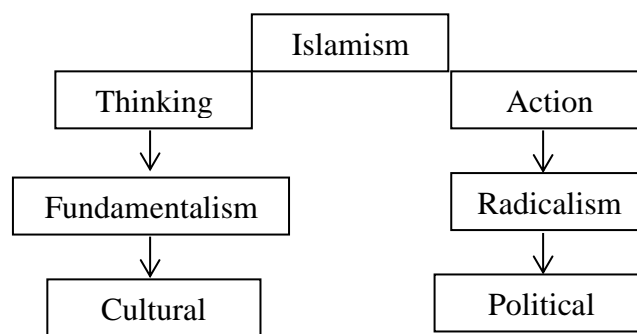 Islamism
Thinking
Action
Fundamentalism
Radicalism
Cultural
Political